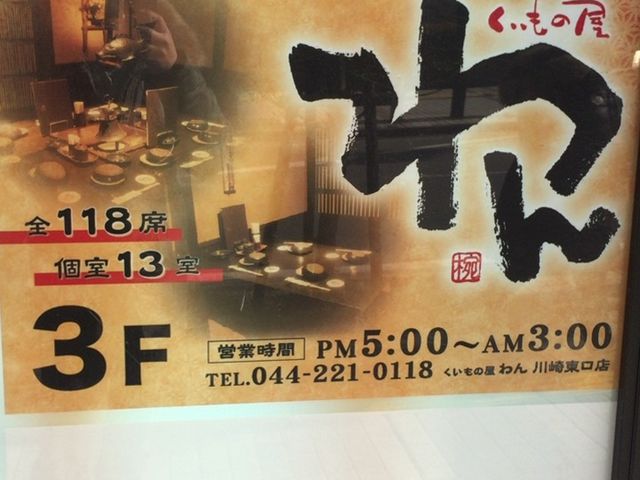 くいもの屋
わん
椀
全118席
個室13室
3F
営業時間 PM5:00～AM3:00
TEL.044-221-0118 くいもの屋 わん 川崎東口店